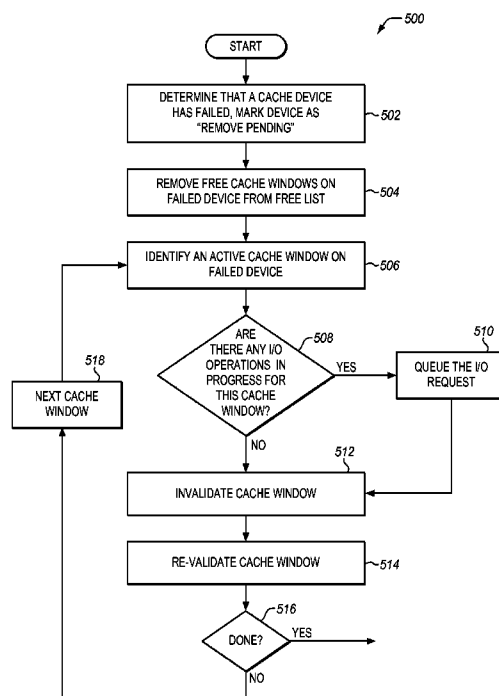 500
START
DETERMINE THAT A CACHE DEVICE
HAS FAILED, MARK DEVICE AS
“REMOVE PENDING”
502
REMOVE FREE CACHE WINDOWS ON
FAILED DEVICE FROM FREE LIST
504
IDENTIFY AN ACTIVE CACHE WINDOW ON
FAILED DEVICE
506
ARE
THERE ANY I/O
OPERATIONS IN
PROGRESS FOR
THIS CACHE
WINDOW?
508
YES
510
QUEUE THE I/O
REQUEST
518
NEXT CACHE
WINDOW
NO
512
INVALIDATE CACHE WINDOW
RE-VALIDATE CACHE WINDOW
514
516
DONE?
YES
NO